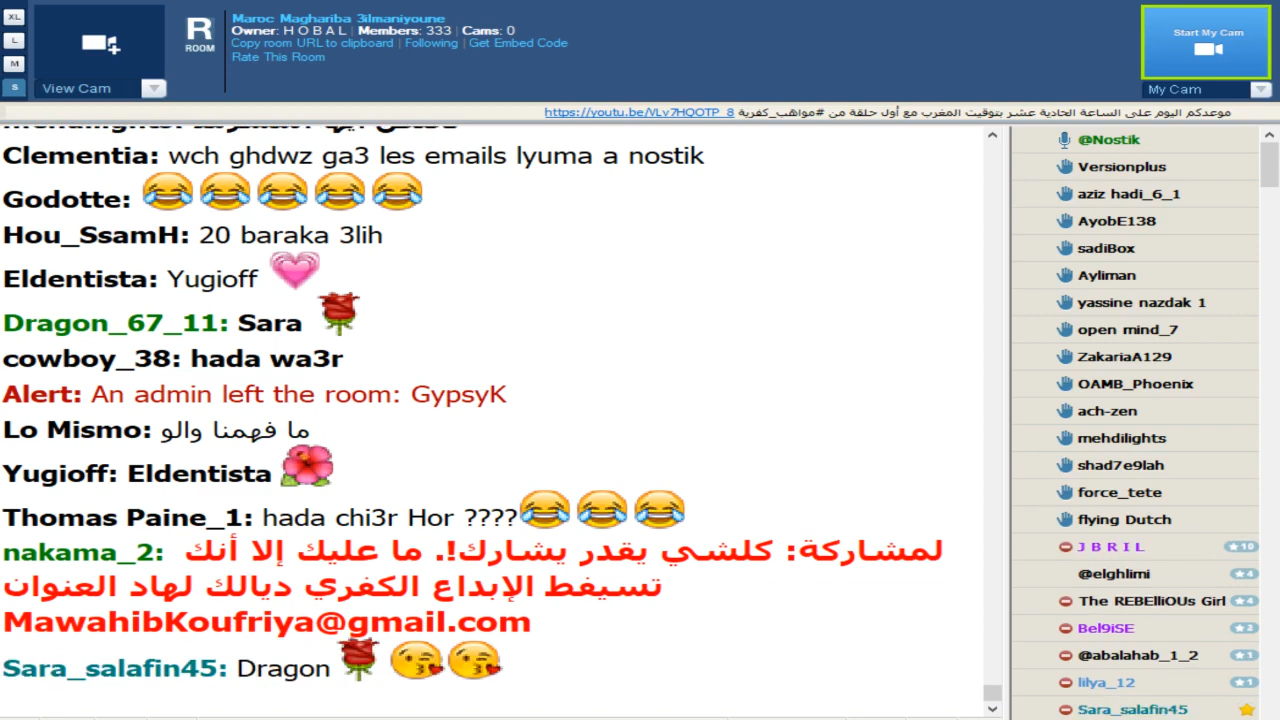 XL
L
M
S
View Cam
R
ROOM
Maroc Maghariba 3ilmaniyoune
Owner: H O B A L | Members: 333 | Cams: 0
Copy room URL to clipboard | Following | Get Embed Code
Rate This Room
Start My Cam
My Cam
موعدكم اليوم على الساعة الحادية عشر بتوقيت المغرب مع أول حلقة من #مواهب_كفرية https://youtu.be/VLv7HQOTP_8
Clementia: wch ghdwz ga3 les emails lyuma a nostik
Godotte: 😂😂😂😂😂
Hou_SsamH: 20 baraka 3lih
Eldentista: Yugioff 💗
Dragon_67_11: Sara 🌹
cowboy_38: hada wa3r
Alert: An admin left the room: GypsyK
Lo Mismo: ما فهمنا والو
Yugioff: Eldentista 🌺
Thomas Paine_1: hada chi3r Hor ????😂😂😂
nakama_2: لمشاركة: كلشي يقدر يشارك!. ما عليك إلا أنك
تسيفط الإبداع الكفري ديالك لهاد العنوان
MawahibKoufriya@gmail.com
Sara_salafin45: Dragon 🌹😘😘
@Nostik
Versionplus
aziz hadi_6_1
AyobE138
sadiBox
Ayliman
yassine nazdak 1
open mind_7
ZakariaA129
OAMB_Phoenix
ach-zen
mehdilights
shad7e9lah
force_tete
flying Dutch
J B R I L ★10
@elghlimi ★4
The REBElliOUs Girl ★4
Bel9iSE ★2
@abalahab_1_2 ★1
lilya_12 ★1
Sara_salafin45